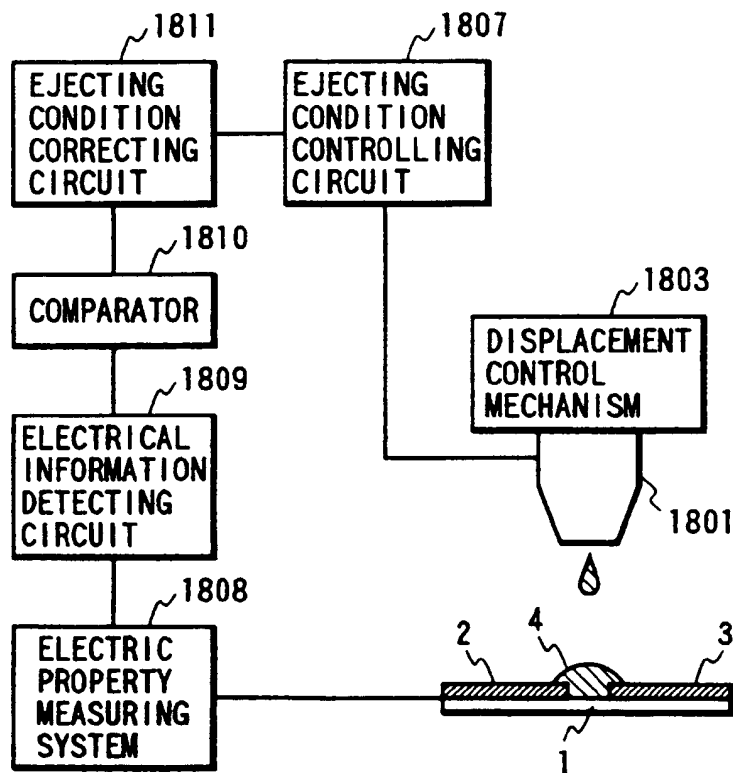 1811
1807
EJECTING
CONDITION
CORRECTING
CIRCUIT
EJECTING
CONDITION
CONTROLLING
CIRCUIT
1810
COMPARATOR
1803
DISPLACEMENT
CONTROL
MECHANISM
1809
ELECTRICAL
INFORMATION
DETECTING
CIRCUIT
1801
1808
ELECTRIC
PROPERTY
MEASURING
SYSTEM
2
4
3
1